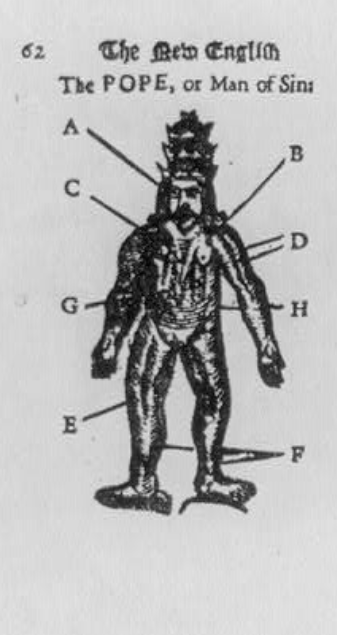 62 The New English
The POPE, or Man of Sin:
A
B
C
D
G
H
E
F